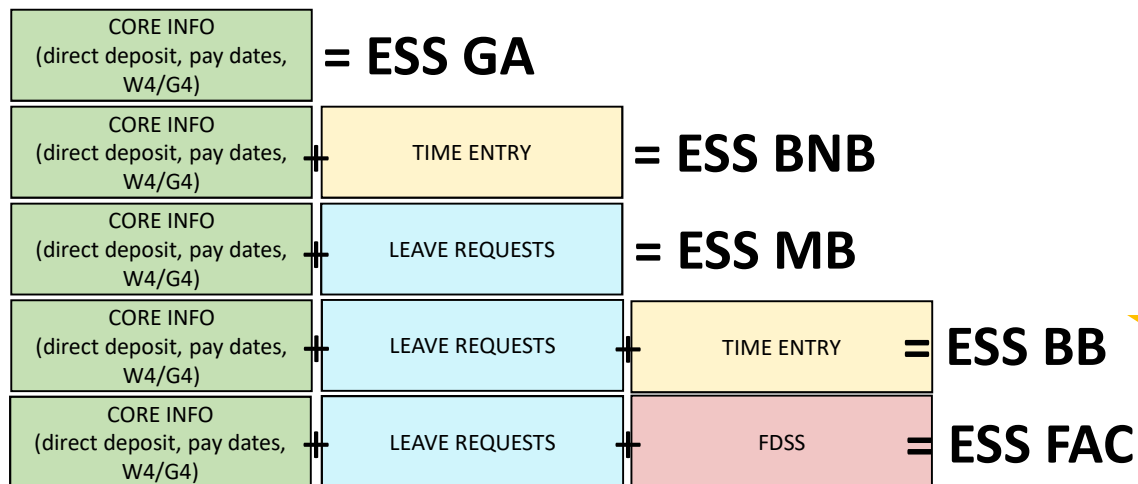 CORE INFO
(direct deposit, pay dates,
W4/G4)
= ESS GA
CORE INFO
(direct deposit, pay dates,
W4/G4)
+
TIME ENTRY
= ESS BNB
CORE INFO
(direct deposit, pay dates,
W4/G4)
+
LEAVE REQUESTS
= ESS MB
CORE INFO
(direct deposit, pay dates,
W4/G4)
+
LEAVE REQUESTS
+
TIME ENTRY
= ESS BB
CORE INFO
(direct deposit, pay dates,
W4/G4)
+
LEAVE REQUESTS
+
FDSS
= ESS FAC